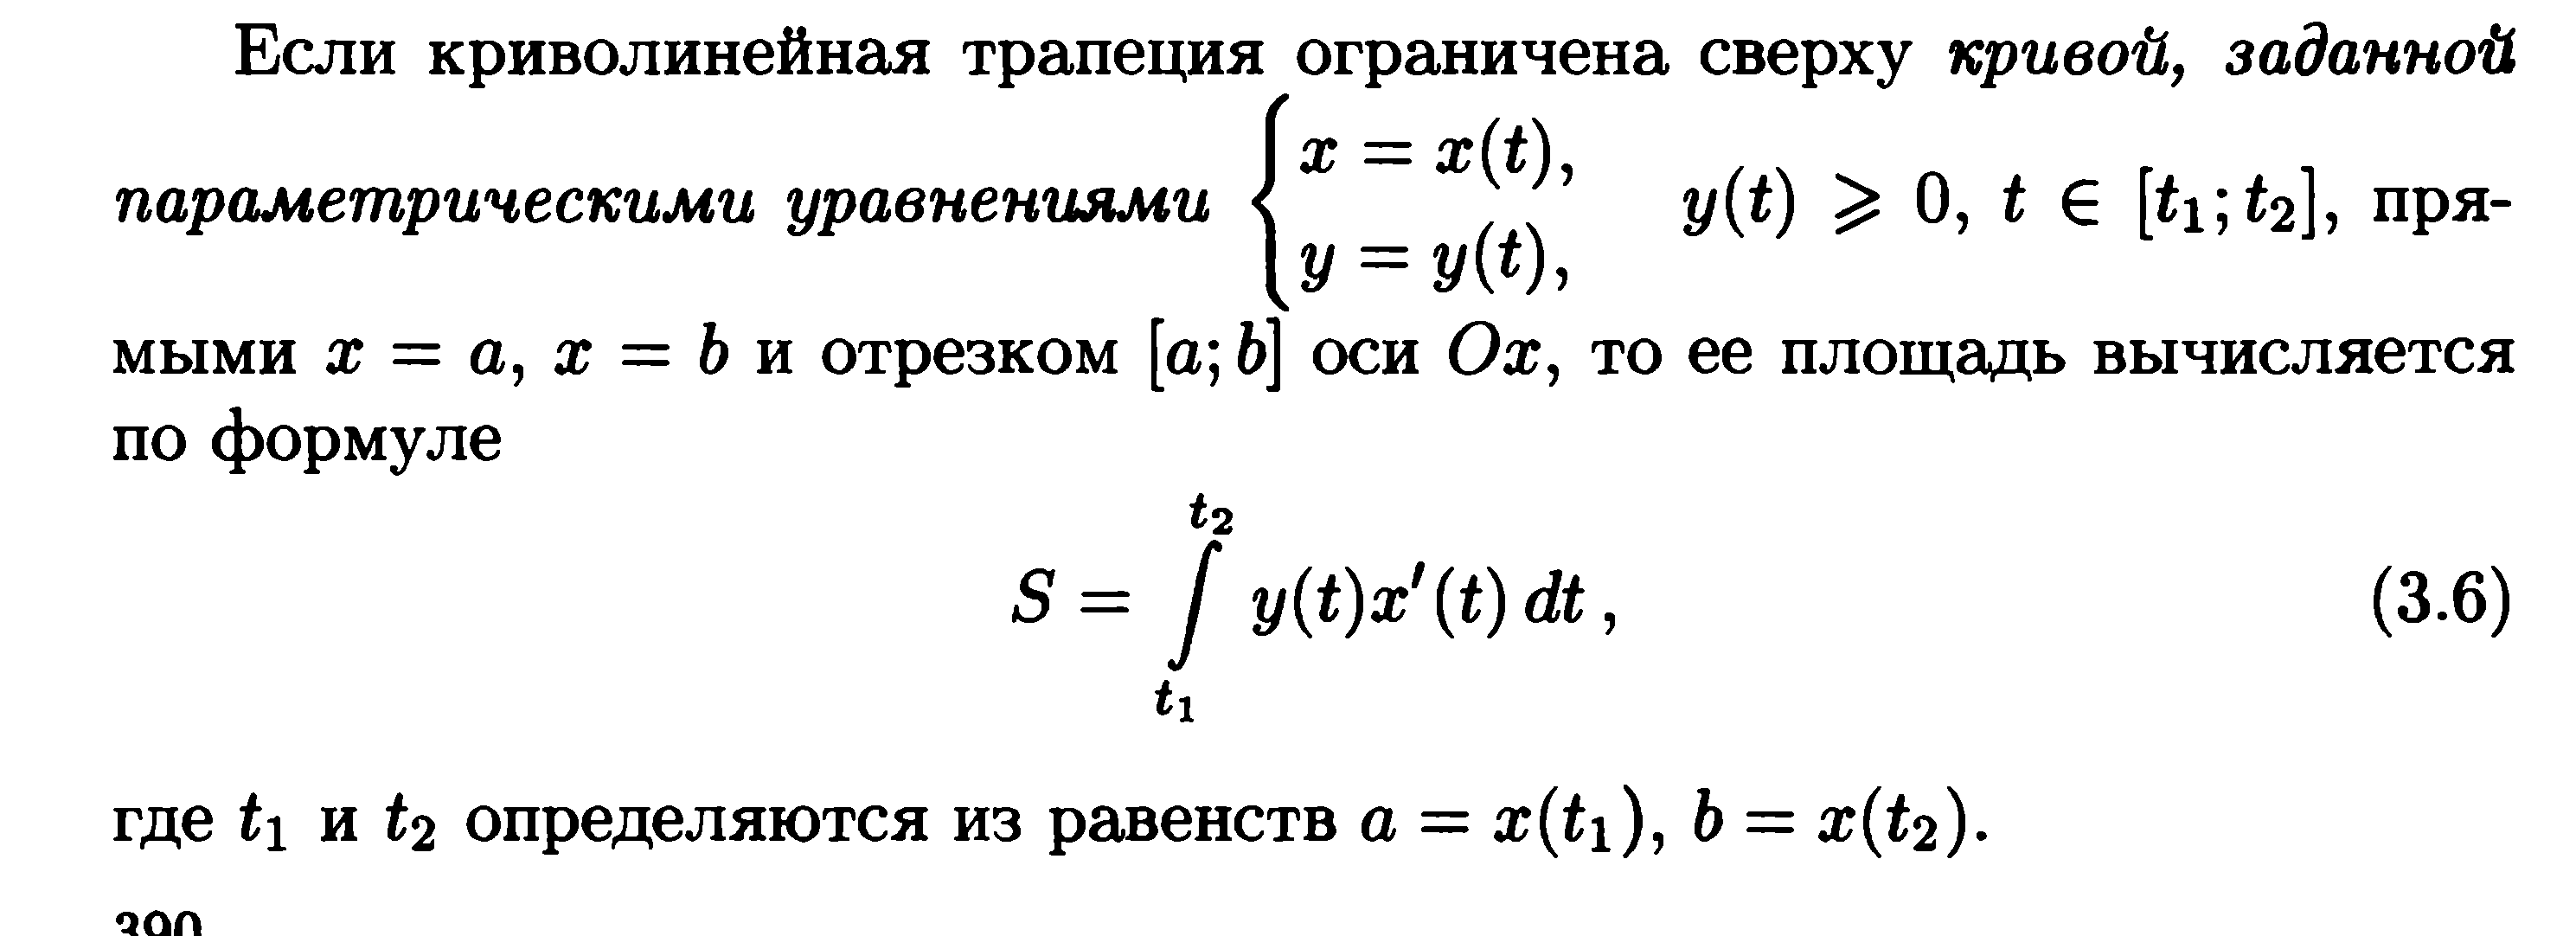 Если криволинейная трапеция ограничена сверху кривой, заданной
параметрическими уравнениями { x = x(t), y = y(t), y(t) ⩾ 0, t ∈ [t₁; t₂], пря-
мыми x = a, x = b и отрезком [a; b] оси Ox, то ее площадь вычисляется
по формуле
S = ∫_{t₁}^{t₂} y(t)x′(t) dt , (3.6)
где t₁ и t₂ определяются из равенств a = x(t₁), b = x(t₂).
390